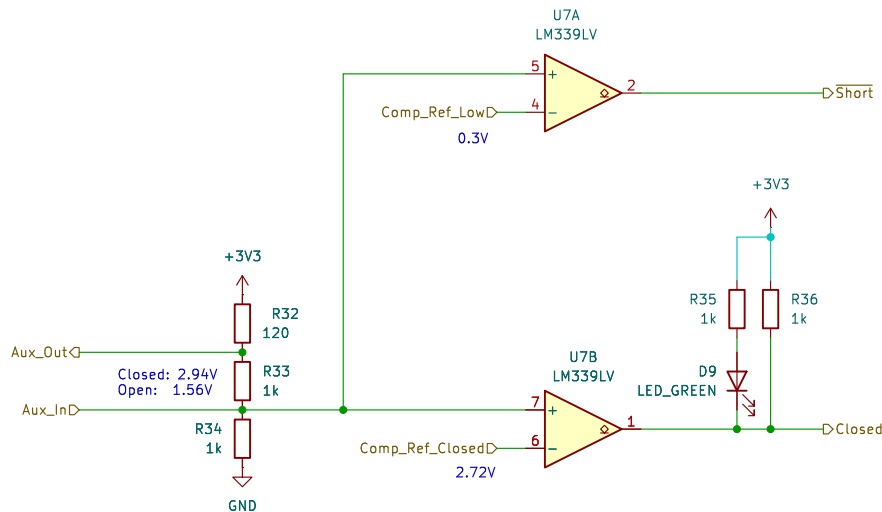 U7A
LM339LV
5
+
2
Short
Comp_Ref_Low
4
−
0.3V
+3V3
+3V3
R32
120
R35
1k
R36
1k
Aux_Out
Closed: 2.94V
Open: 1.56V
R33
1k
U7B
LM339LV
D9
LED_GREEN
Aux_In
7
+
1
Closed
R34
1k
Comp_Ref_Closed
6
−
2.72V
GND